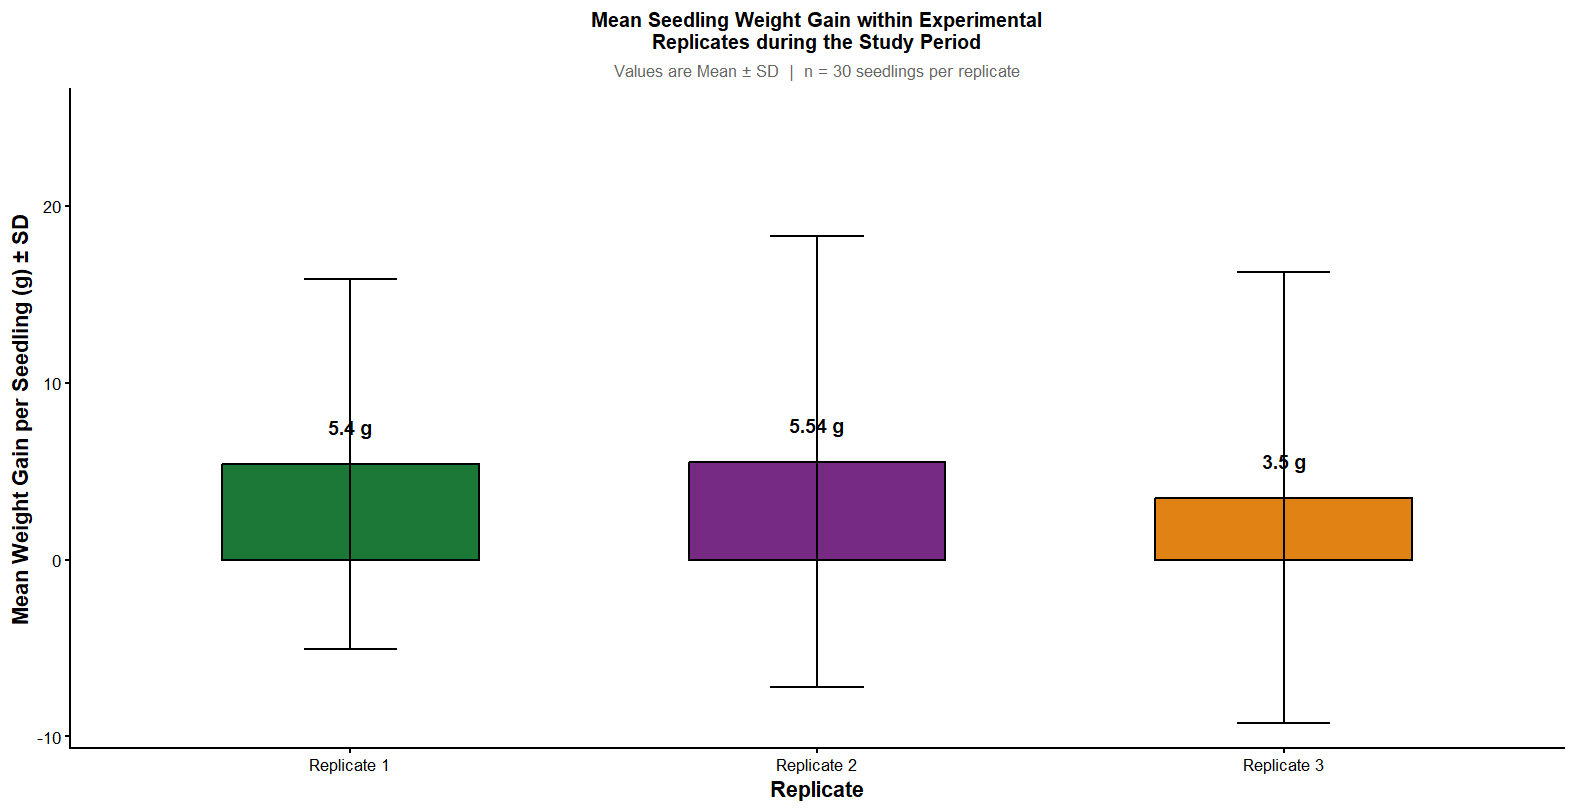 Mean Seedling Weight Gain within Experimental
Replicates during the Study Period
Values are Mean ± SD | n = 30 seedlings per replicate
Mean Weight Gain per Seedling (g) ± SD
20
10
0
-10
5.4 g
5.54 g
3.5 g
Replicate 1
Replicate 2
Replicate 3
Replicate